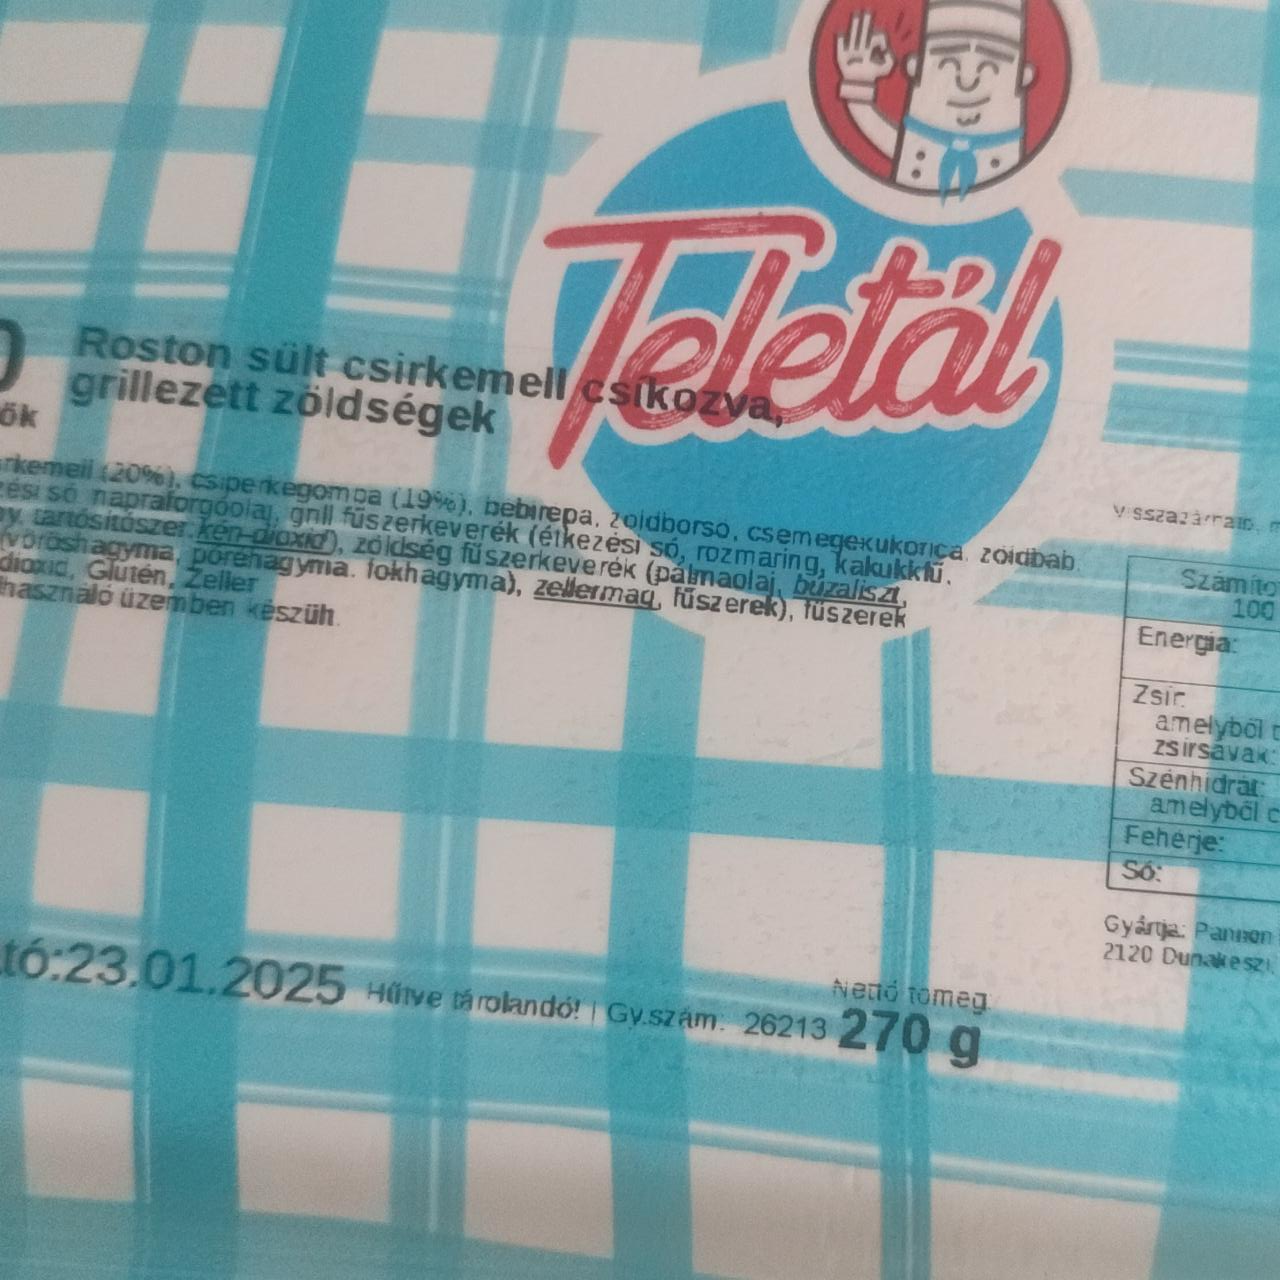 Teletál
Roston sült csirkemell csíkozva,
grillezett zöldségek
ők
rkemell (20%), csiperkegomba (19%), bébirépa, zöldborsó, csemegekukorica, zöldbab,
zési só, napraforgóolaj, grill fűszerkeverék (étkezési só, rozmaring, kakukkfű,
tartósítószer: kén-dioxid), zöldség fűszerkeverék (pálmaolaj, búzaliszt,
(vöröshagyma, póréhagyma, fokhagyma), zellermag, fűszerek), fűszerek
dioxid, Glutén, Zeller
használó üzemben készült.
Számíto
100
Energia:
Zsír:
amelyből t
zsírsavak:
Szénhidrát:
amelyből c
Fehérje:
Só:
Gyártja: Pannon
2120 Dunakeszi,
tó:23.01.2025 Hűtve tárolandó! | Gy.szám: 26213
Nettó tömeg:
270 g